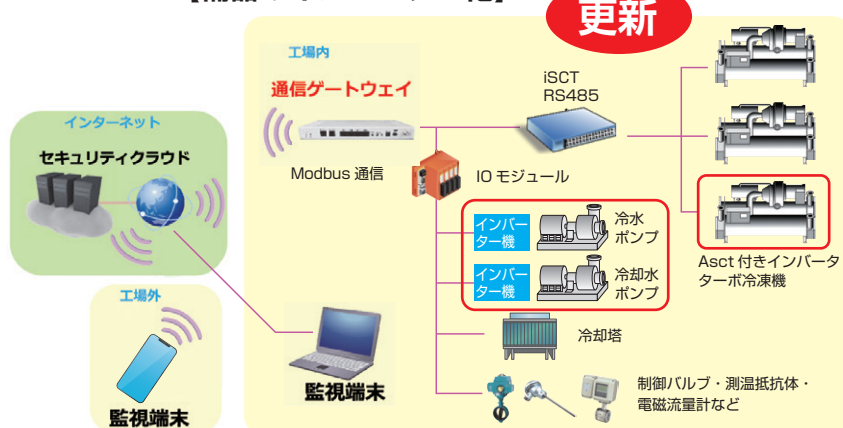 更新
工場内
通信ゲートウェイ
iSCT
RS485
インターネット
セキュリティクラウド
Modbus 通信
IO モジュール
インバー
ター機
冷水
ポンプ
インバー
ター機
冷却水
ポンプ
Asct 付きインバータ
ターボ冷凍機
工場外
監視端末
監視端末
冷却塔
制御バルブ・測温抵抗体・
電磁流量計など